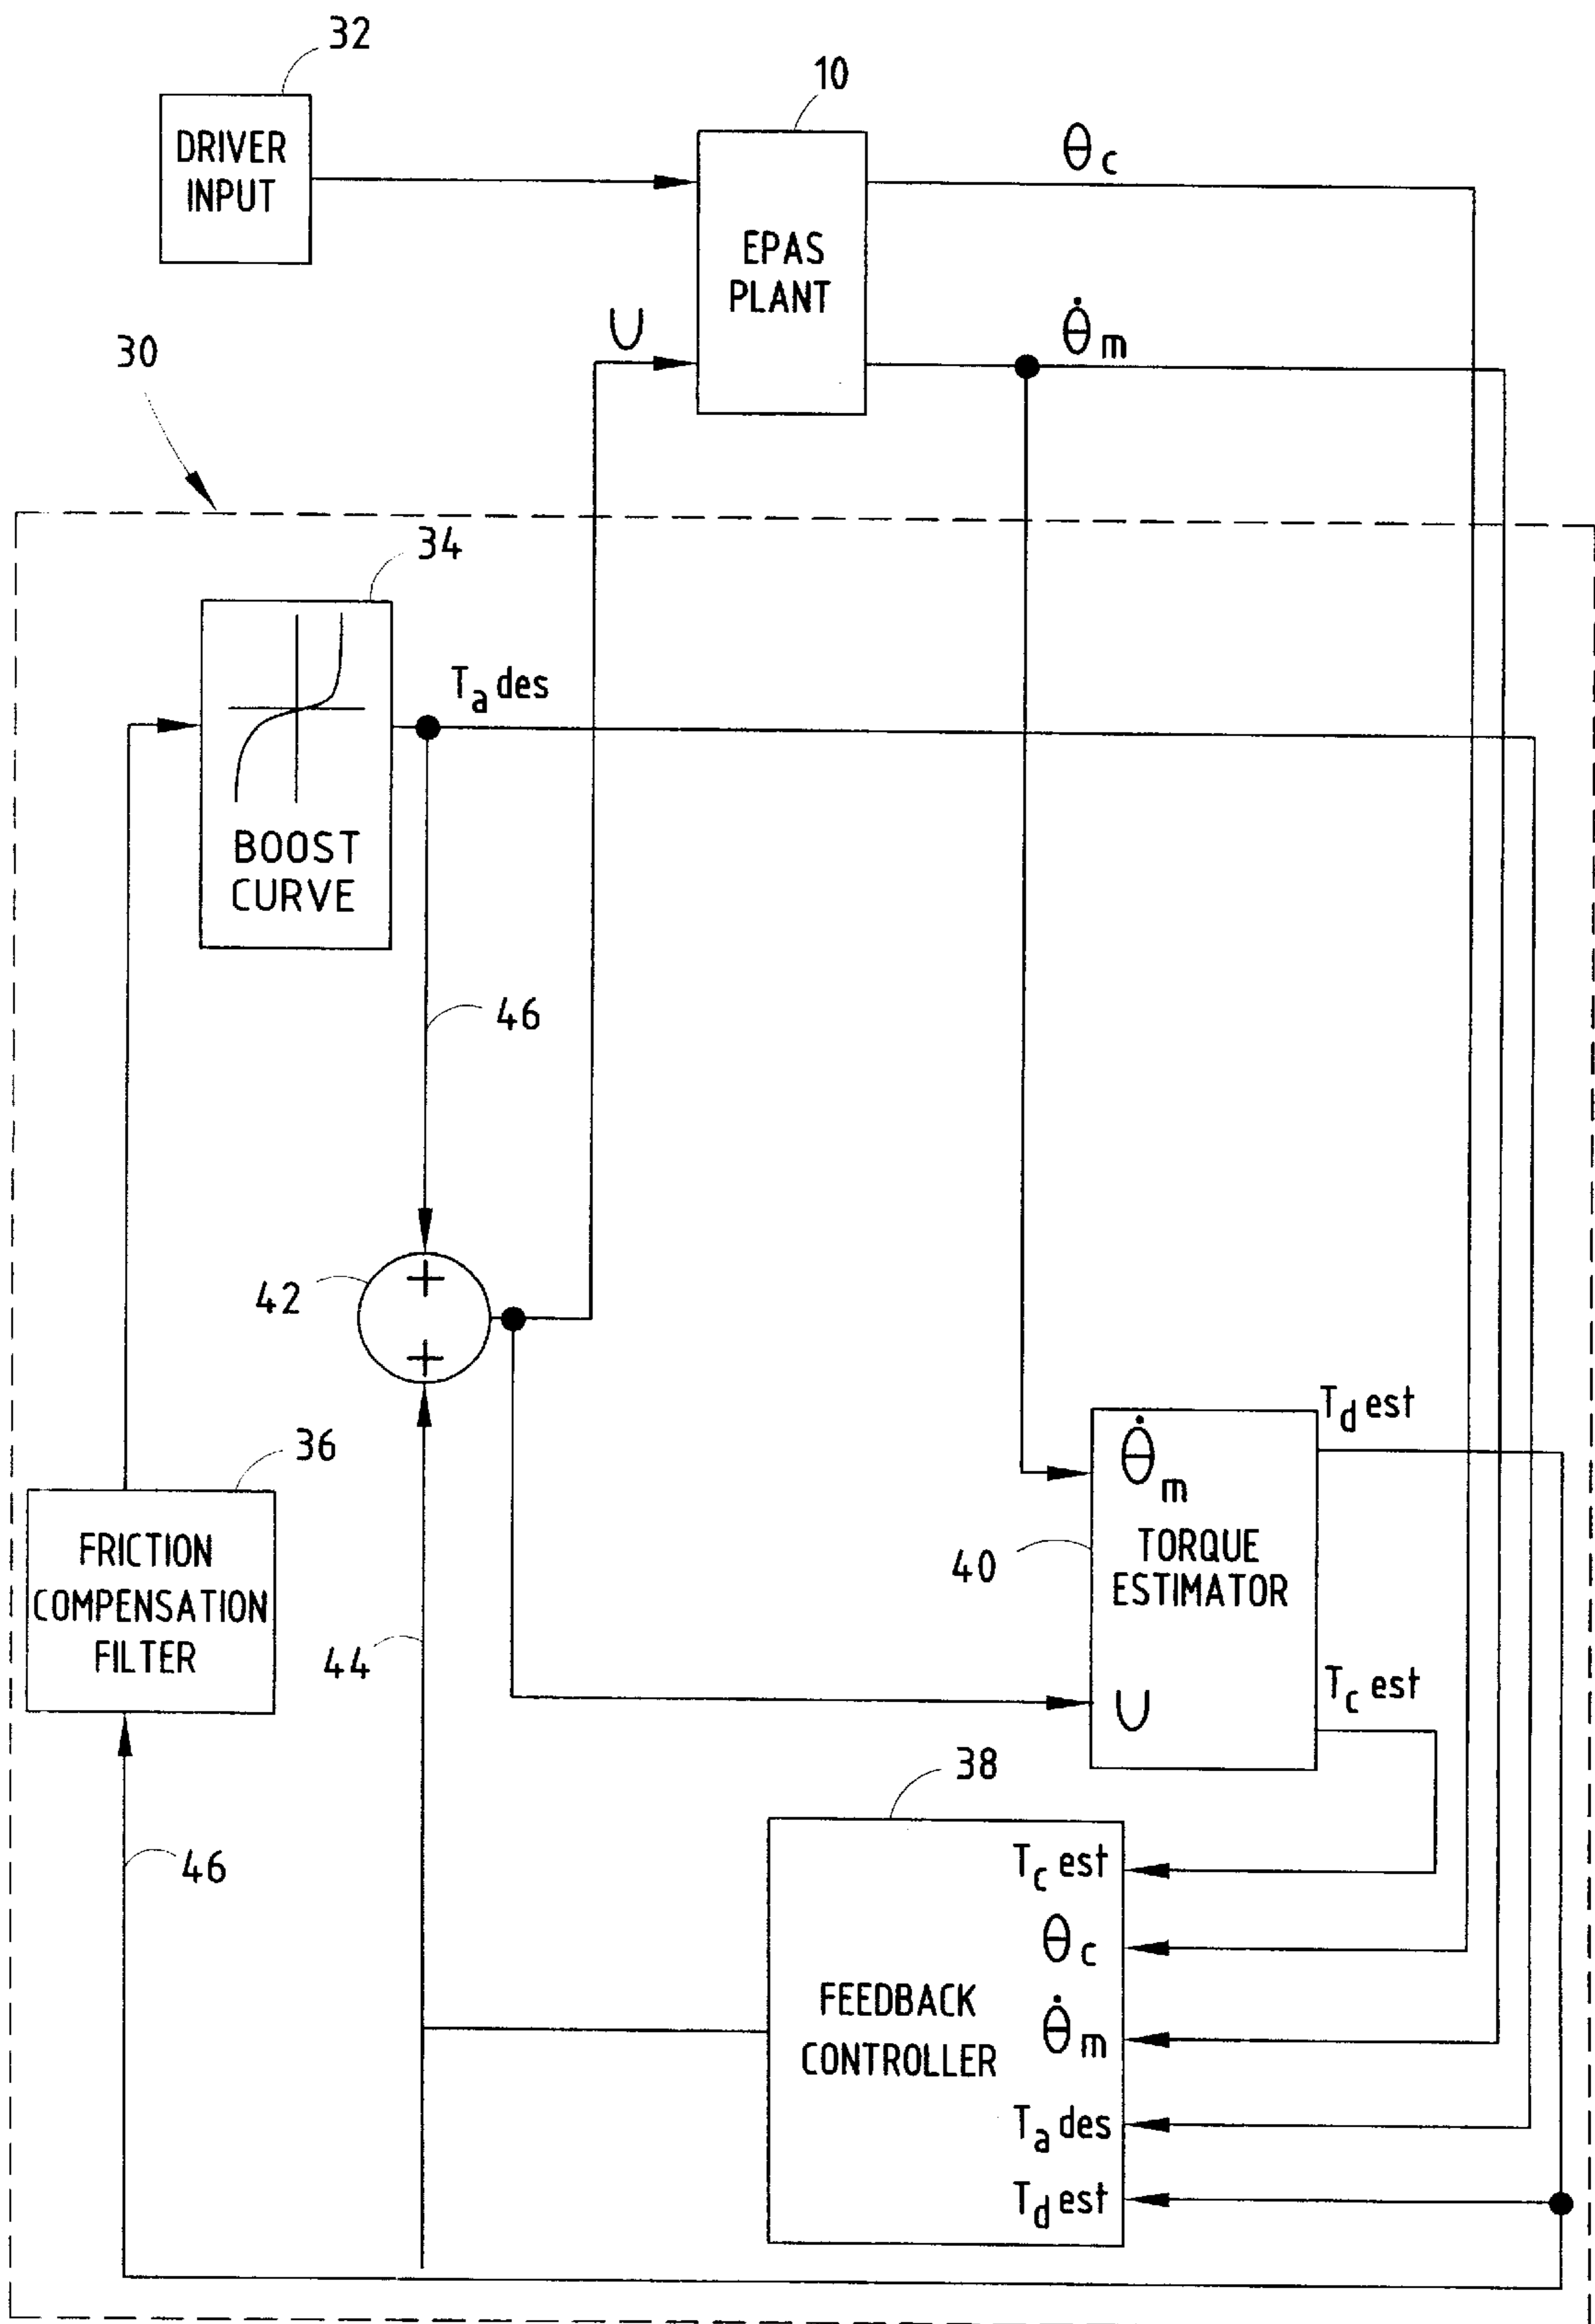 32
DRIVER
INPUT
10
EPAS
PLANT
θc
θ̇m
U
30
34
BOOST
CURVE
Ta des
46
42
+
+
36
FRICTION
COMPENSATION
FILTER
44
46
40
θ̇m
TORQUE
ESTIMATOR
U
Td est
Tc est
38
FEEDBACK
CONTROLLER
Tc est
θc
θ̇m
Ta des
Td est